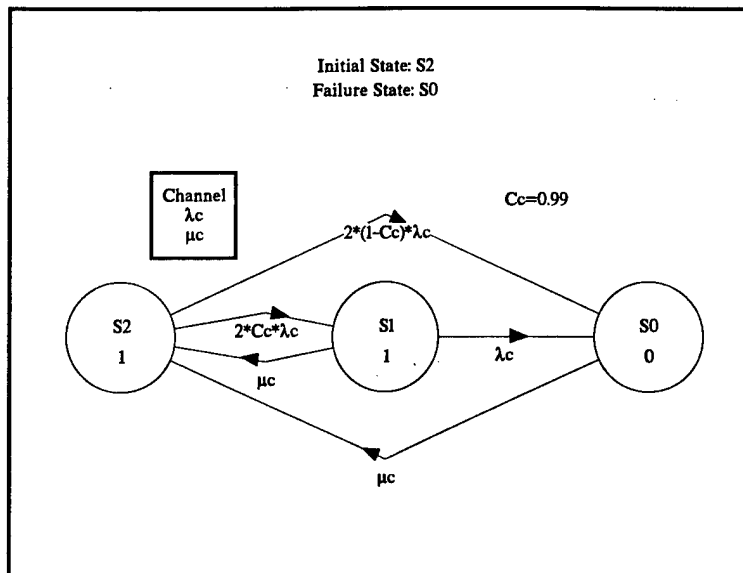 Initial State: S2
Failure State: S0
Channel
λc
μc
Cc=0.99
2*(1-Cc)*λc
S2
1
2*Cc*λc
μc
S1
1
λc
S0
0
μc